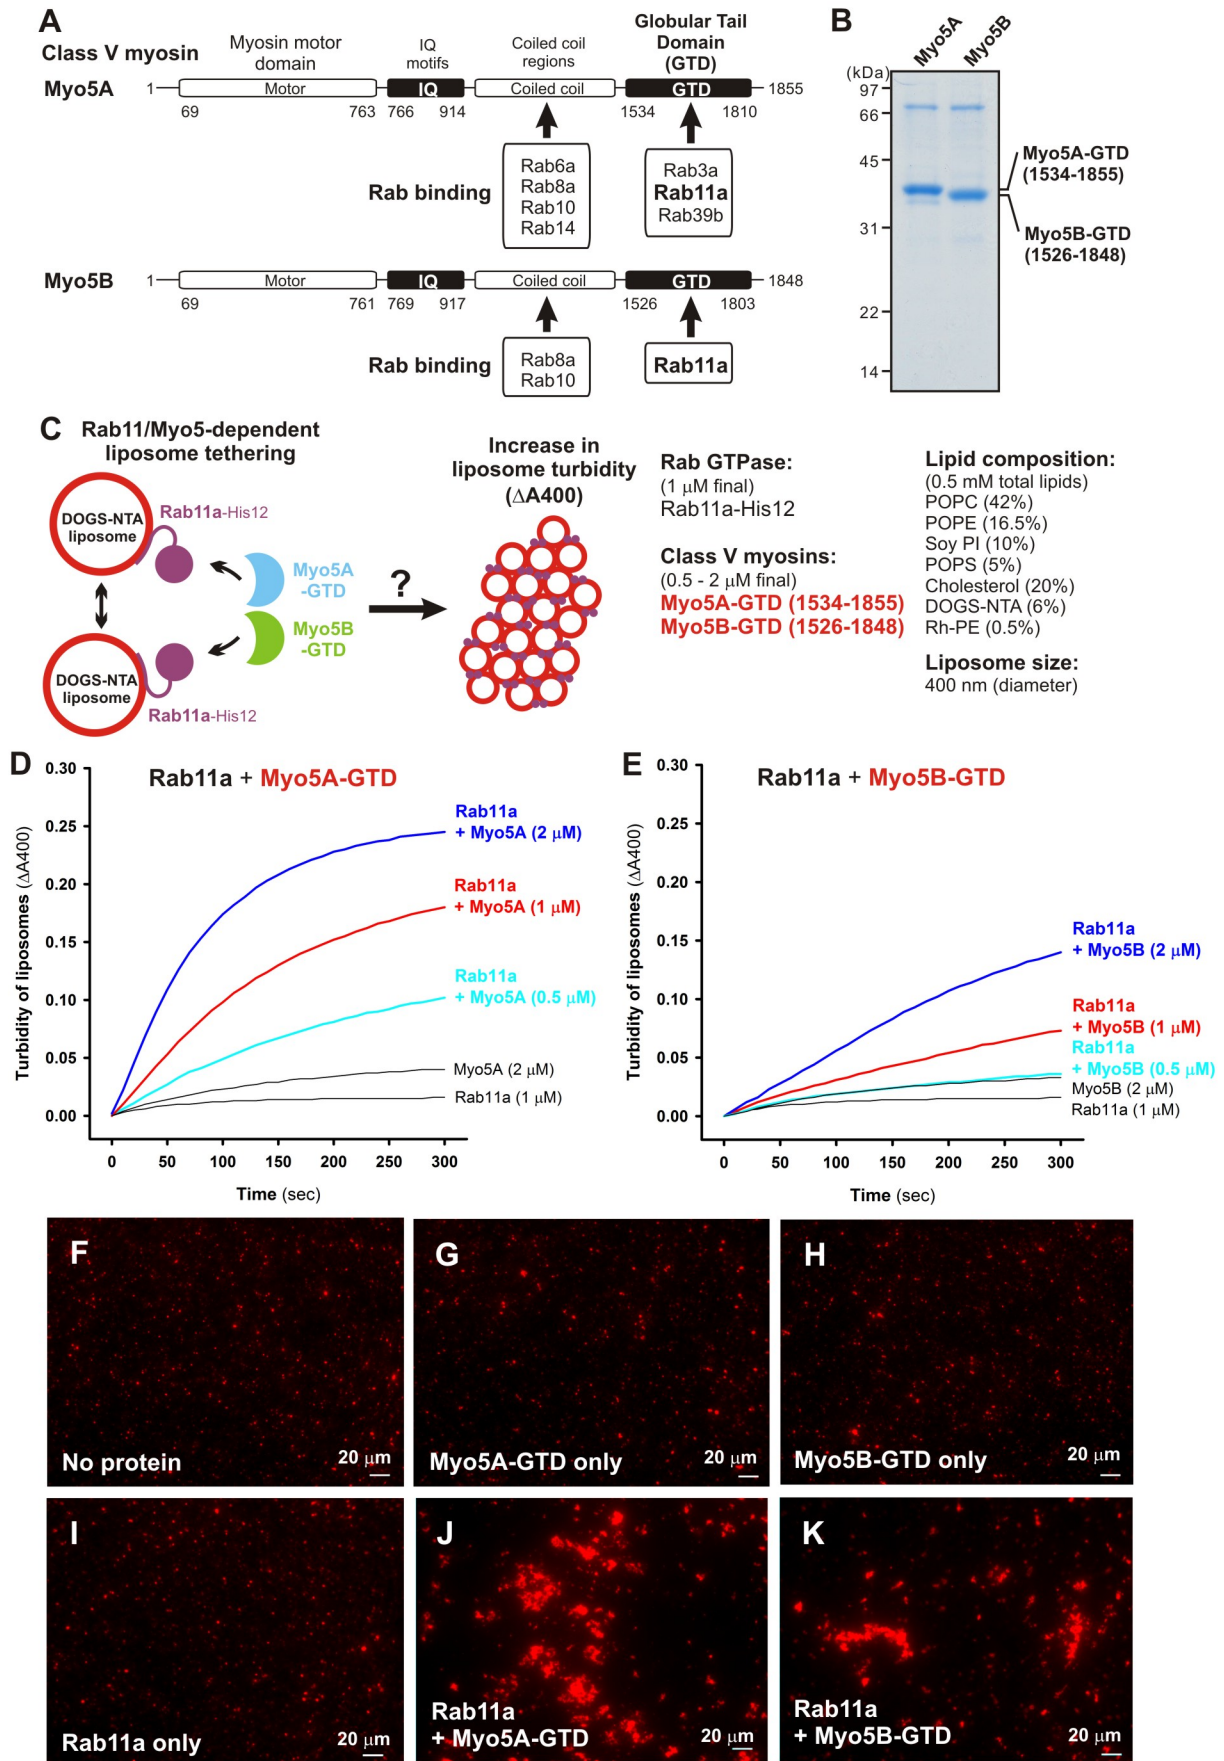 A
Class V myosin
Myosin motor
domain
IQ
motifs
Coiled coil
regions
Globular Tail
Domain
(GTD)
Myo5A
1
Motor
IQ
Coiled coil
GTD
1855
69
763
766
914
1534
1810
Rab binding
Rab6a
Rab8a
Rab10
Rab14
Rab3a
Rab11a
Rab39b
Myo5B
1
Motor
IQ
Coiled coil
GTD
1848
69
761
769
917
1526
1803
Rab binding
Rab8a
Rab10
Rab11a
B
Myo5A
Myo5B
(kDa)
97
66
45
31
22
14
Myo5A-GTD
(1534-1855)
Myo5B-GTD
(1526-1848)
C
Rab11/Myo5-dependent
liposome tethering
DOGS-NTA
liposome
Rab11a-His12
Myo5A
-GTD
Myo5B
-GTD
DOGS-NTA
liposome
Rab11a-His12
?
Increase in
liposome turbidity
(ΔA400)
Rab GTPase:
(1 μM final)
Rab11a-His12
Class V myosins:
(0.5 - 2 μM final)
Myo5A-GTD (1534-1855)
Myo5B-GTD (1526-1848)
Lipid composition:
(0.5 mM total lipids)
POPC (42%)
POPE (16.5%)
Soy PI (10%)
POPS (5%)
Cholesterol (20%)
DOGS-NTA (6%)
Rh-PE (0.5%)
Liposome size:
400 nm (diameter)
D
Rab11a + Myo5A-GTD
Turbidity of liposomes (ΔA400)
0.30
0.25
0.20
0.15
0.10
0.05
0.00
Rab11a
+ Myo5A (2 μM)
Rab11a
+ Myo5A (1 μM)
Rab11a
+ Myo5A (0.5 μM)
Myo5A (2 μM)
Rab11a (1 μM)
0 50 100 150 200 250 300
Time (sec)
E
Rab11a + Myo5B-GTD
Turbidity of liposomes (ΔA400)
0.30
0.25
0.20
0.15
0.10
0.05
0.00
Rab11a
+ Myo5B (2 μM)
Rab11a
+ Myo5B (1 μM)
Rab11a
+ Myo5B (0.5 μM)
Myo5B (2 μM)
Rab11a (1 μM)
0 50 100 150 200 250 300
Time (sec)
F
No protein
20 μm
G
Myo5A-GTD only
20 μm
H
Myo5B-GTD only
20 μm
I
Rab11a only
20 μm
J
Rab11a
+ Myo5A-GTD
20 μm
K
Rab11a
+ Myo5B-GTD
20 μm